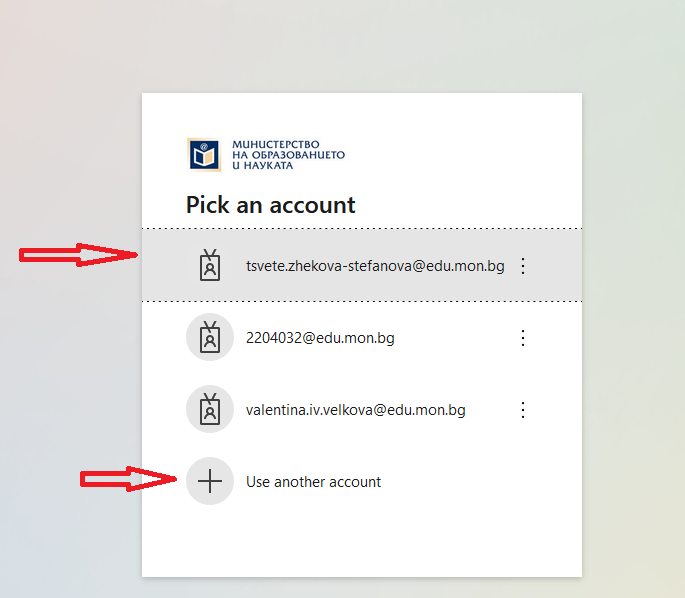 МИНИСТЕРСТВО
НА ОБРАЗОВАНИЕТО
И НАУКАТА
Pick an account
tsvete.zhekova-stefanova@edu.mon.bg
2204032@edu.mon.bg
valentina.iv.velkova@edu.mon.bg
Use another account